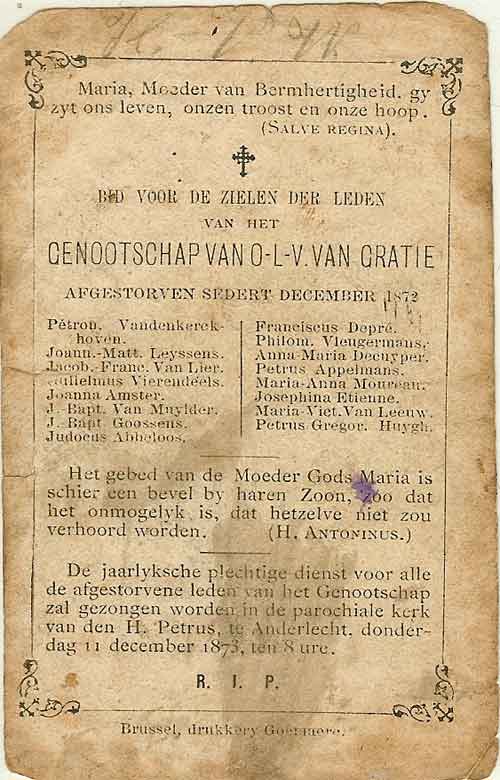 Maria, Moeder van Bermhertigheid, gy
zyt ons leven, onzen troost en onze hoop.
(SALVE REGINA).
BID VOOR DE ZIELEN DER LEDEN
VAN HET
GENOOTSCHAP VAN O-L-V. VAN GRATIE
AFGESTORVEN SEDERT DECEMBER 1872
Pétron. Vandenkerck-
hoven.
Joann.-Matt. Leyssens.
Jacob.-Franc. Van Lier.
Gulielmus Vierendeels.
Joanna Amster.
J. Bapt. Van Muylder.
J. Bapt Goossens.
Judocus Abheloos.
Franciscus Depré.
Philom. Vleugermans.
Anna-Maria Decuyper.
Petrus Appelmans.
Maria-Anna Moureau.
Josephina Etienne.
Maria-Vict. Van Leeuw.
Petrus Gregor. Huygh.
Het gebed van de Moeder Gods Maria is
schier een bevel by haren Zoon, zoo dat
het onmogelyk is, dat hetzelve niet zou
verhoord worden. (H. ANTONINUS.)
De jaarlyksche plechtige dienst voor alle
de afgestorvene leden van het Genootschap
zal gezongen worden in de parochiale kerk
van den H. Petrus, te Anderlecht, donder-
dag 11 december 1873, ten 8 ure.
R. I. P.
Brussel, drukkery Goemaere.